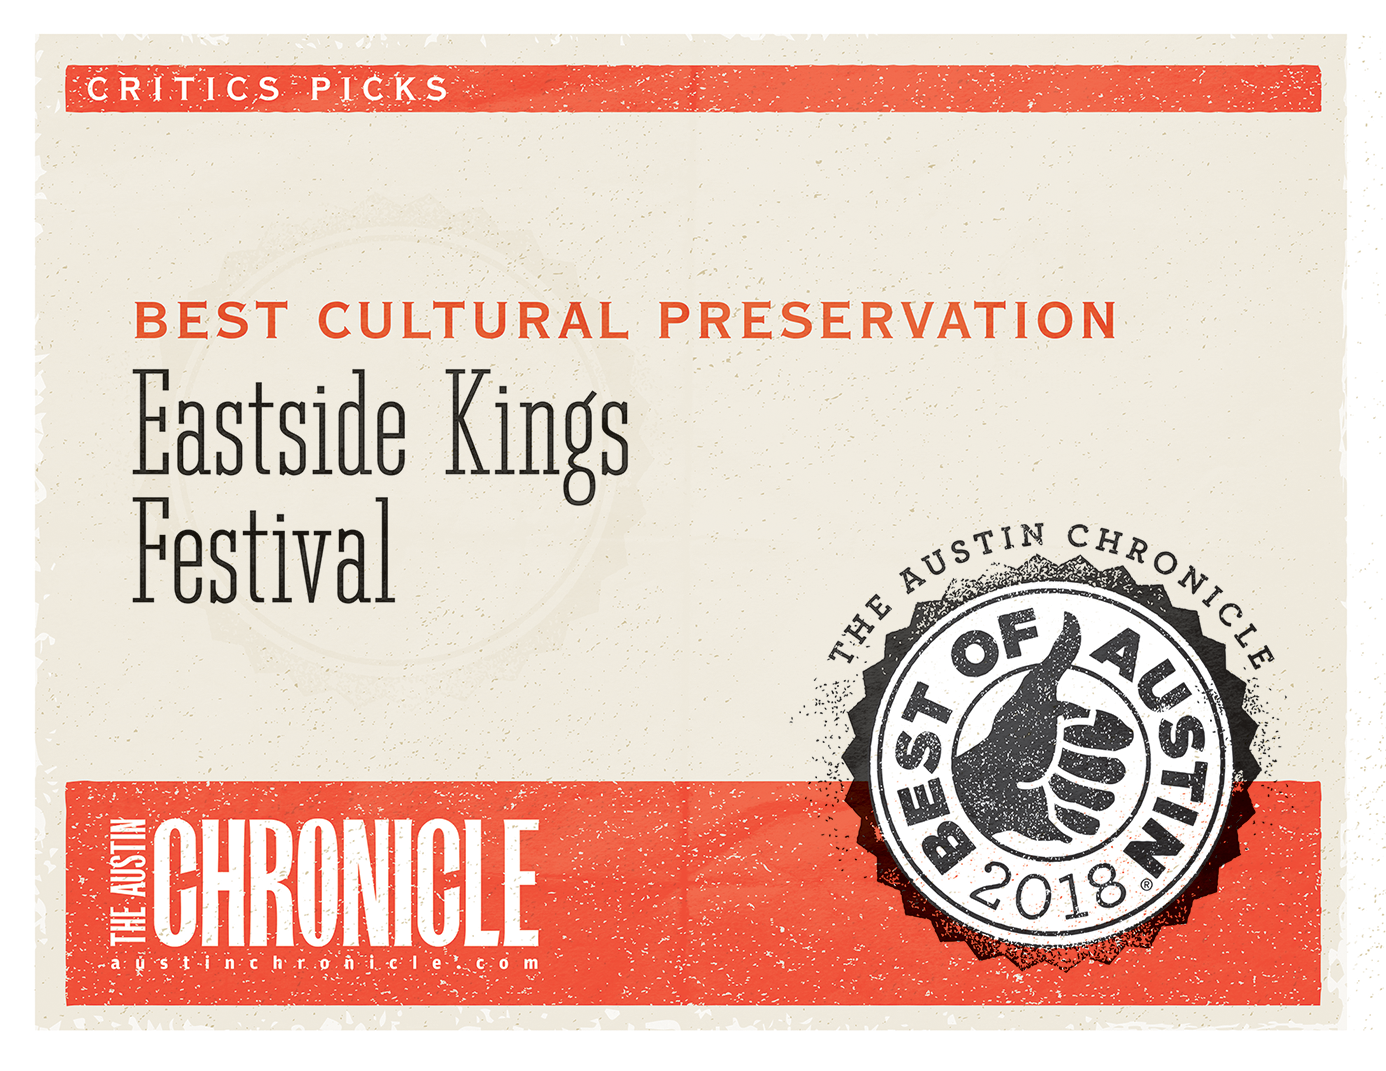 CRITICS PICKS
BEST CULTURAL PRESERVATION
Eastside Kings
Festival
THE AUSTIN CHRONICLE
BEST OF AUSTIN
2018®
THE AUSTIN
CHRONICLE
austinchronicle.com